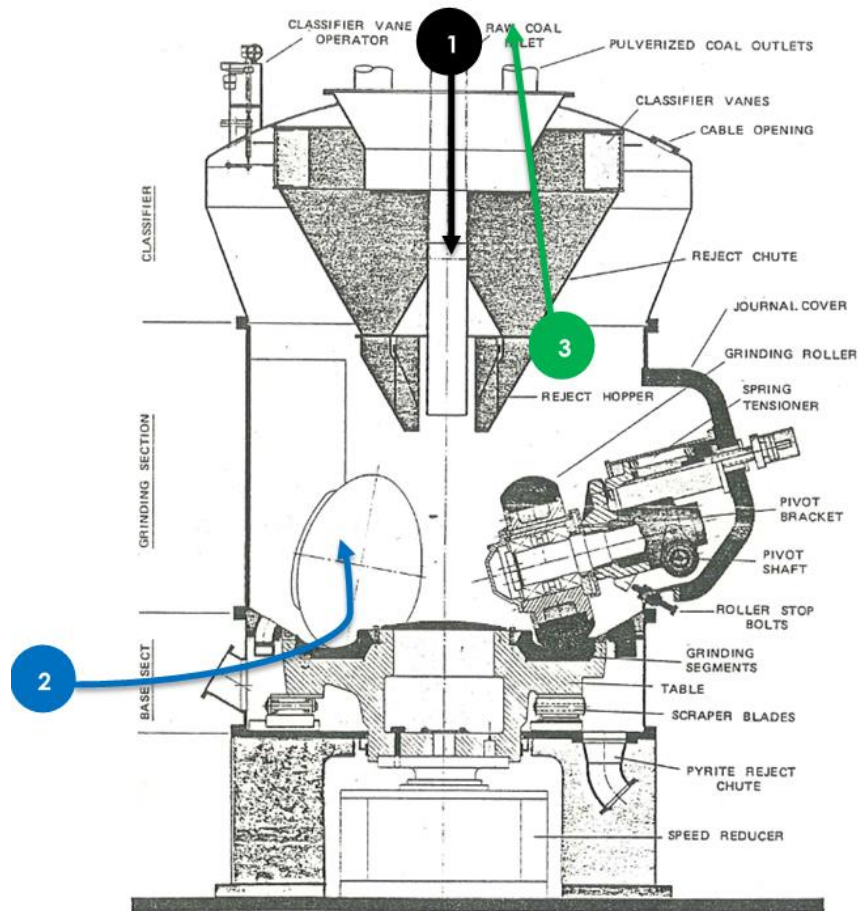 CLASSIFIER VANE
OPERATOR
1
RAW COAL
PULVERIZED COAL OUTLETS
CLASSIFIER VANES
CABLE OPENING
CLASSIFIER
REJECT CHUTE
JOURNAL COVER
3
GRINDING ROLLER
SPRING
TENSIONER
REJECT HOPPER
GRINDING SECTION
PIVOT
BRACKET
PIVOT
SHAFT
ROLLER STOP
BOLTS
2
BASE SECT
GRINDING
SEGMENTS
TABLE
SCRAPER BLADES
PYRITE REJECT
CHUTE
SPEED REDUCER